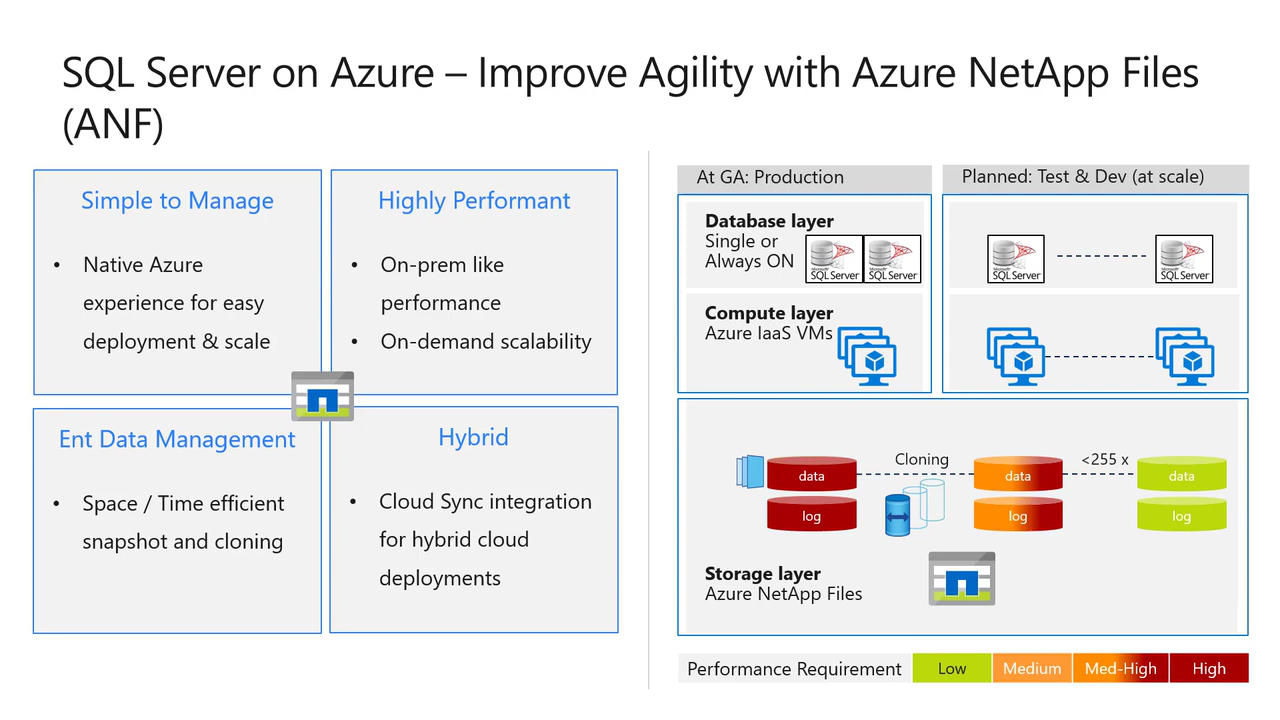 SQL Server on Azure – Improve Agility with Azure NetApp Files
(ANF)
Simple to Manage
• Native Azure
experience for easy
deployment & scale
Highly Performant
• On-prem like
performance
• On-demand scalability
Ent Data Management
• Space / Time efficient
snapshot and cloning
Hybrid
• Cloud Sync integration
for hybrid cloud
deployments
At GA: Production
Planned: Test & Dev (at scale)
Database layer
Single or
Always ON
Microsoft
SQL Server
Microsoft
SQL Server
Microsoft
SQL Server
Microsoft
SQL Server
Compute layer
Azure IaaS VMs
Cloning
<255 x
data
data
data
log
log
log
Storage layer
Azure NetApp Files
Performance Requirement
Low
Medium
Med-High
High